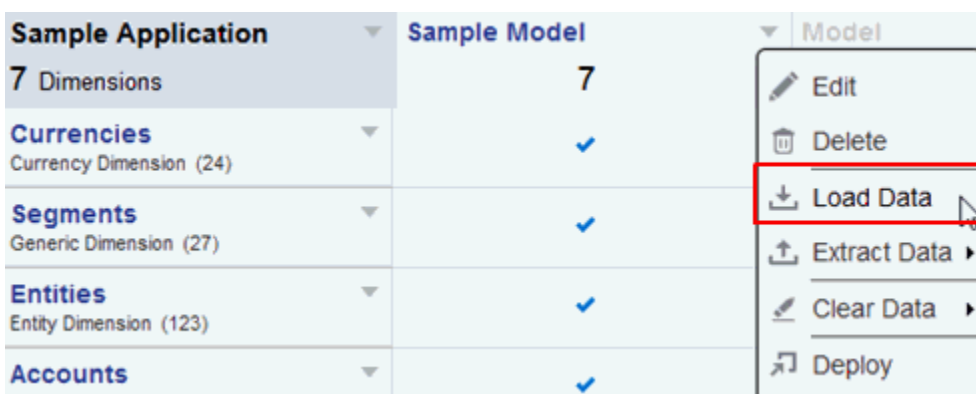 Sample Application Sample Model Model
7 Dimensions 7
Currencies
Currency Dimension (24)
Segments
Generic Dimension (27)
Entities
Entity Dimension (123)
Accounts
Edit
Delete
Load Data
Extract Data
Clear Data
Deploy